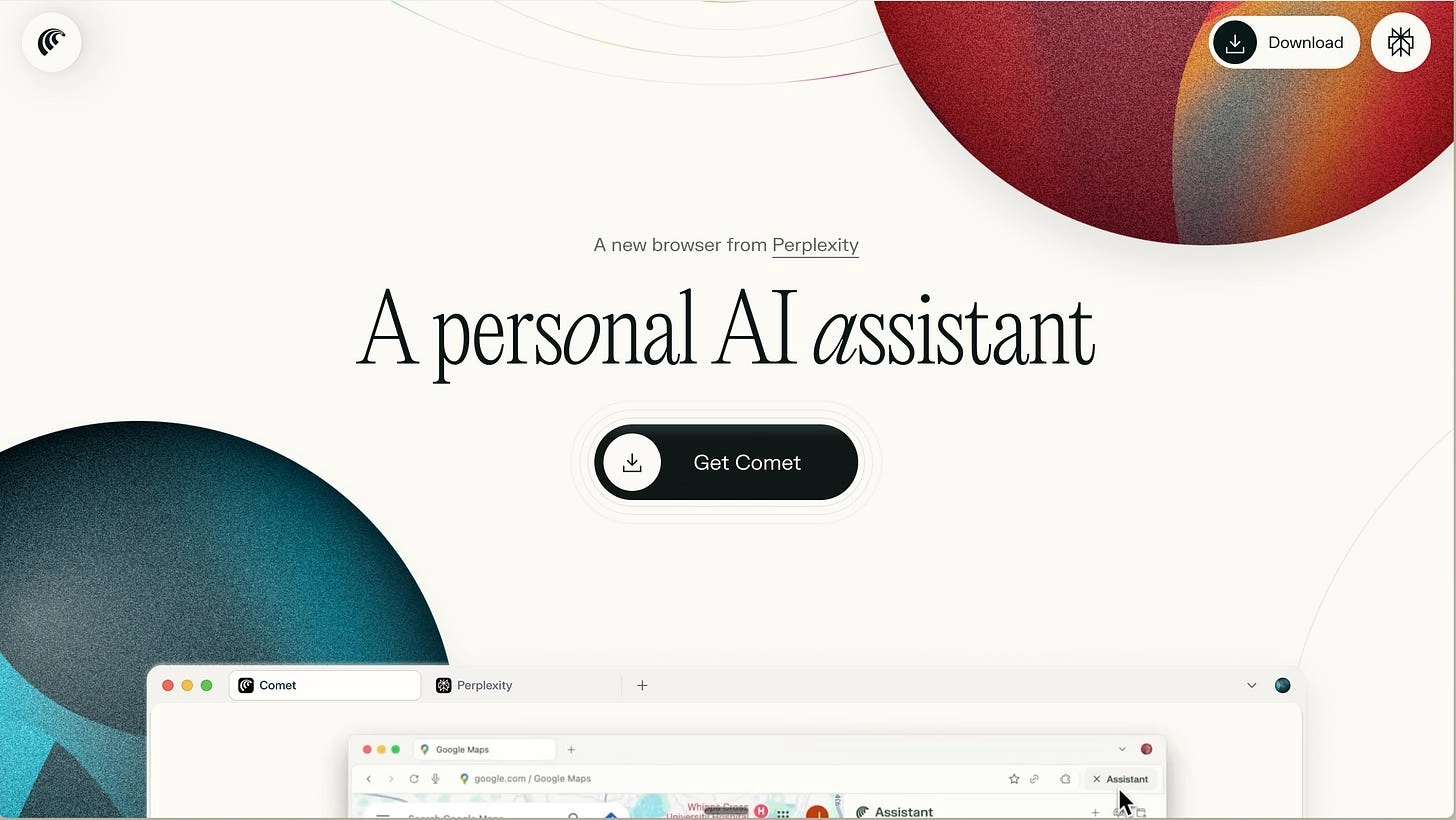 Download
A new browser from Perplexity
A personal AI assistant
Get Comet
Comet
Perplexity
Google Maps
google.com / Google Maps
Assistant
Search Google Maps
Whipps Cross
University Hospital
H
Assistant